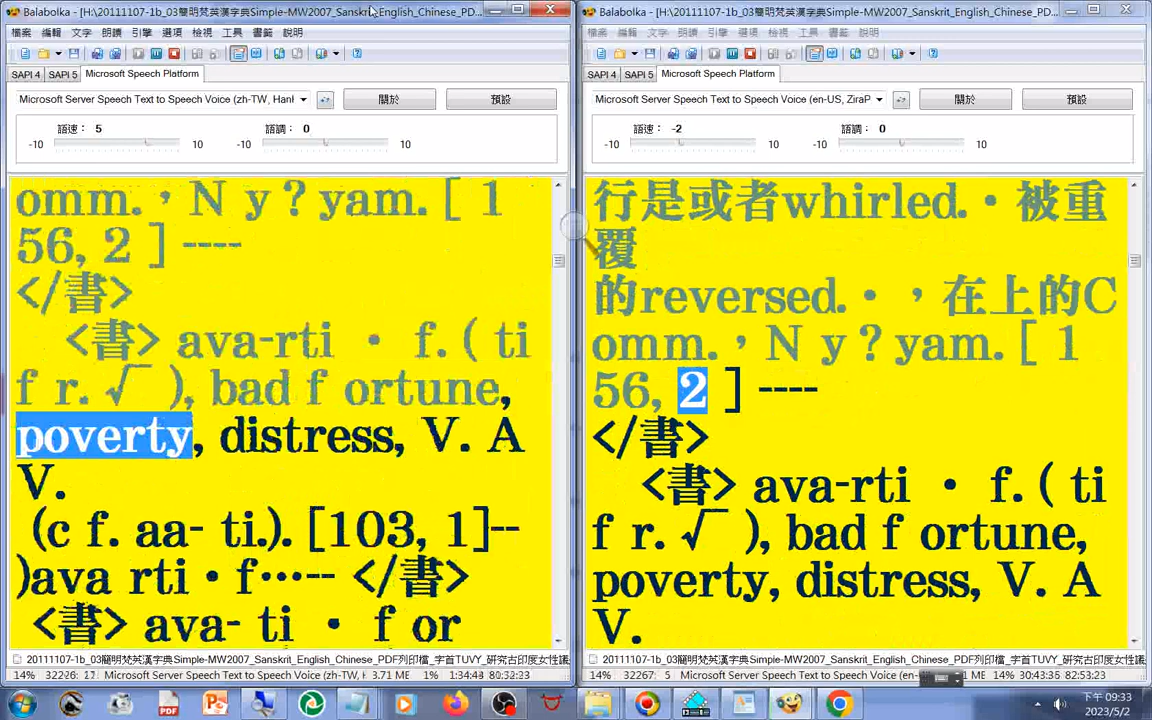 Balabolka - [H:\20111107-1b_03簡明梵英漢字典Simple-MW2007_Sanskrit_English_Chinese_PD...
檔案 編輯 文字 朗讀 引擎 選項 檢視 工具 書籤 說明
SAPI 4 SAPI 5 Microsoft Speech Platform
Microsoft Server Speech Text to Speech Voice (zh-TW, Hanl
關於 預設
語速： 5 語調： 0
-10 10 -10 10
omm.，N y？yam.[ 1
56, 2 ] ----
</書>
<書> ava-rti • f.( ti
f r.√ ), bad f ortune,
poverty, distress, V. A
V.
(c f. aa- ti.). [103, 1]--
)ava rti•f…-- </書>
<書> ava- ti • f or
20111107-1b_03簡明梵英漢字典Simple-MW2007_Sanskrit_English_Chinese_PDF列印檔_字首TUVY_研究古印度女性議
14% 32226: 11 Microsoft Speech Platform Microsoft Server Speech Text to Speech Voice (zh-TW, 3.71 MB 1% 1:34:43 80:32:23
Balabolka - [H:\20111107-1b_03簡明梵英漢字典Simple-MW2007_Sanskrit_English_Chinese_PD...
檔案 編輯 文字 朗讀 引擎 選項 檢視 工具 書籤 說明
SAPI 4 SAPI 5 Microsoft Speech Platform
Microsoft Server Speech Text to Speech Voice (en-US, ZiraP
關於 預設
語速： -2 語調： 0
-10 10 -10 10
行是或者whirled.•被重
覆
的reversed.•，在上的C
omm.，N y？yam.[ 1
56, 2 ] ----
</書>
<書> ava-rti • f.( ti
f r.√ ), bad f ortune,
poverty, distress, V. A
V.
20111107-1b_03簡明梵英漢字典Simple-MW2007_Sanskrit_English_Chinese_PDF列印檔_字首TUVY_研究古印度女性議
14% 32267: 5 Microsoft Speech Platform Microsoft Server Speech Text to Speech Voice (en-US, 14% 30:43:35 82:53:23
下午 09:33
2023/5/2